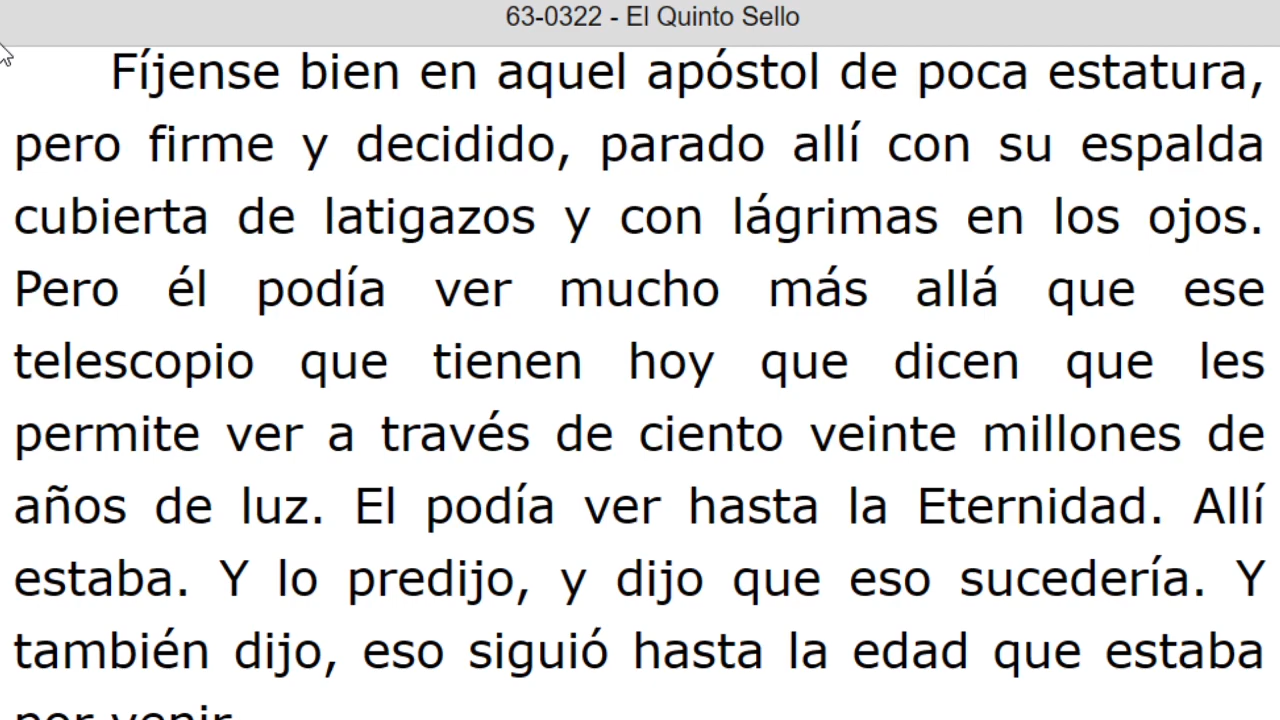 63-0322 - El Quinto Sello
Fíjense bien en aquel apóstol de poca estatura,
pero firme y decidido, parado allí con su espalda
cubierta de latigazos y con lágrimas en los ojos.
Pero él podía ver mucho más allá que ese
telescopio que tienen hoy que dicen que les
permite ver a través de ciento veinte millones de
años de luz. El podía ver hasta la Eternidad. Allí
estaba. Y lo predijo, y dijo que eso sucedería. Y
también dijo, eso siguió hasta la edad que estaba
por venir